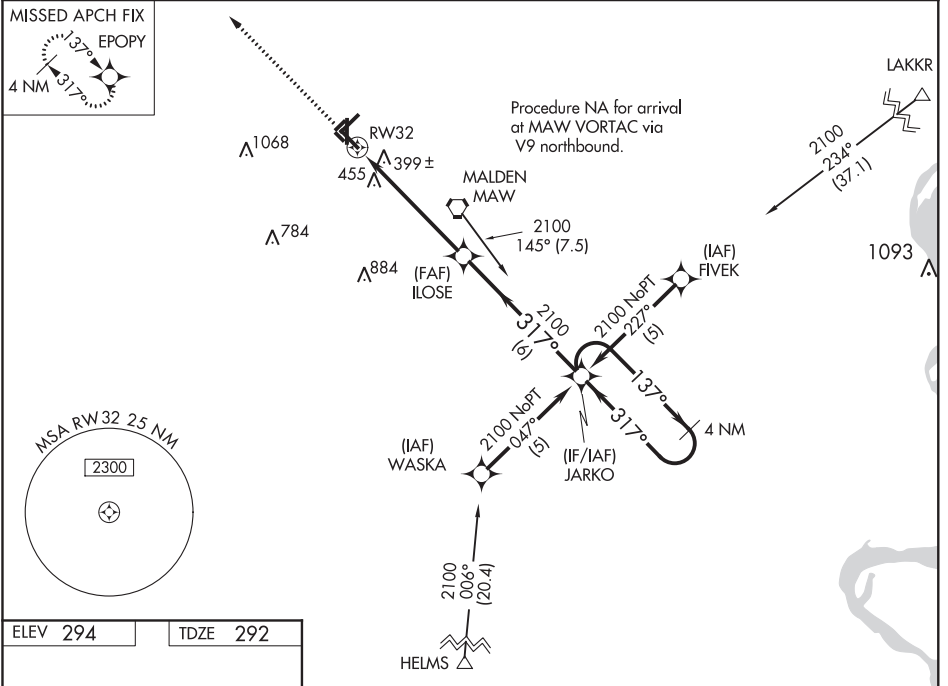 MISSED APCH FIX
EPOPY
137°
317°
4 NM
1068
RW32
399 ±
455
Procedure NA for arrival
at MAW VORTAC via
V9 northbound.
LAKKR
2100
234°
(37.1)
MALDEN
MAW
2100
145° (7.5)
784
884
(FAF)
ILOSE
(IAF)
FIVEK
1093
2100 NoPT
227°
(5)
2100
317°
(6)
137°
317°
4 NM
2100 NoPT
047°
(5)
(IAF)
WASKA
(IF/IAF)
JARKO
MSA RW32 25 NM
2300
2100
006°
(20.4)
HELMS
ELEV 294
TDZE 292